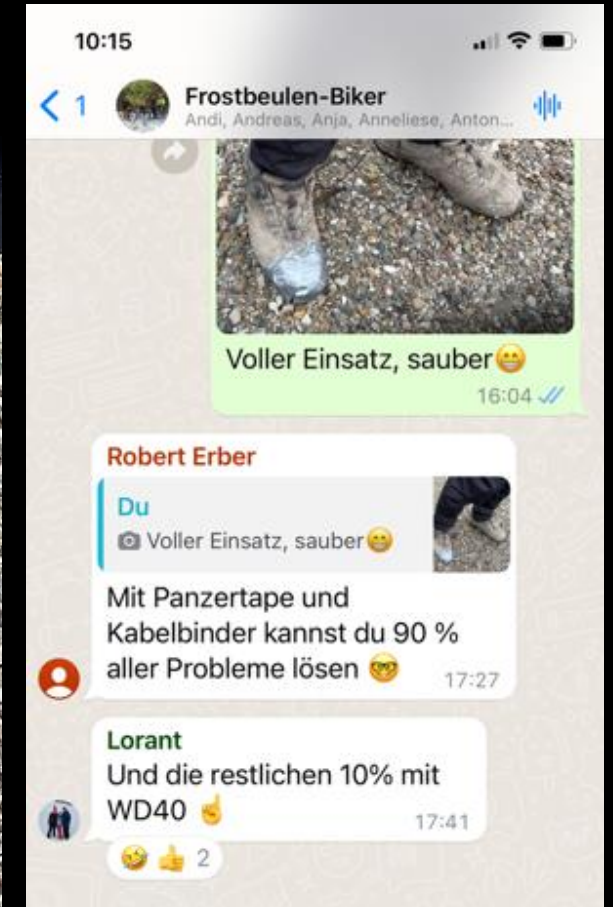 10:15
1
Frostbeulen-Biker
Andi, Andreas, Anja, Anneliese, Anton...
Voller Einsatz, sauber😁
16:04
Robert Erber
Du
Voller Einsatz, sauber😁
Mit Panzertape und
Kabelbinder kannst du 90 %
aller Probleme lösen 🤓
17:27
Lorant
Und die restlichen 10% mit
WD40 ☝️
17:41
🤣 👍 2